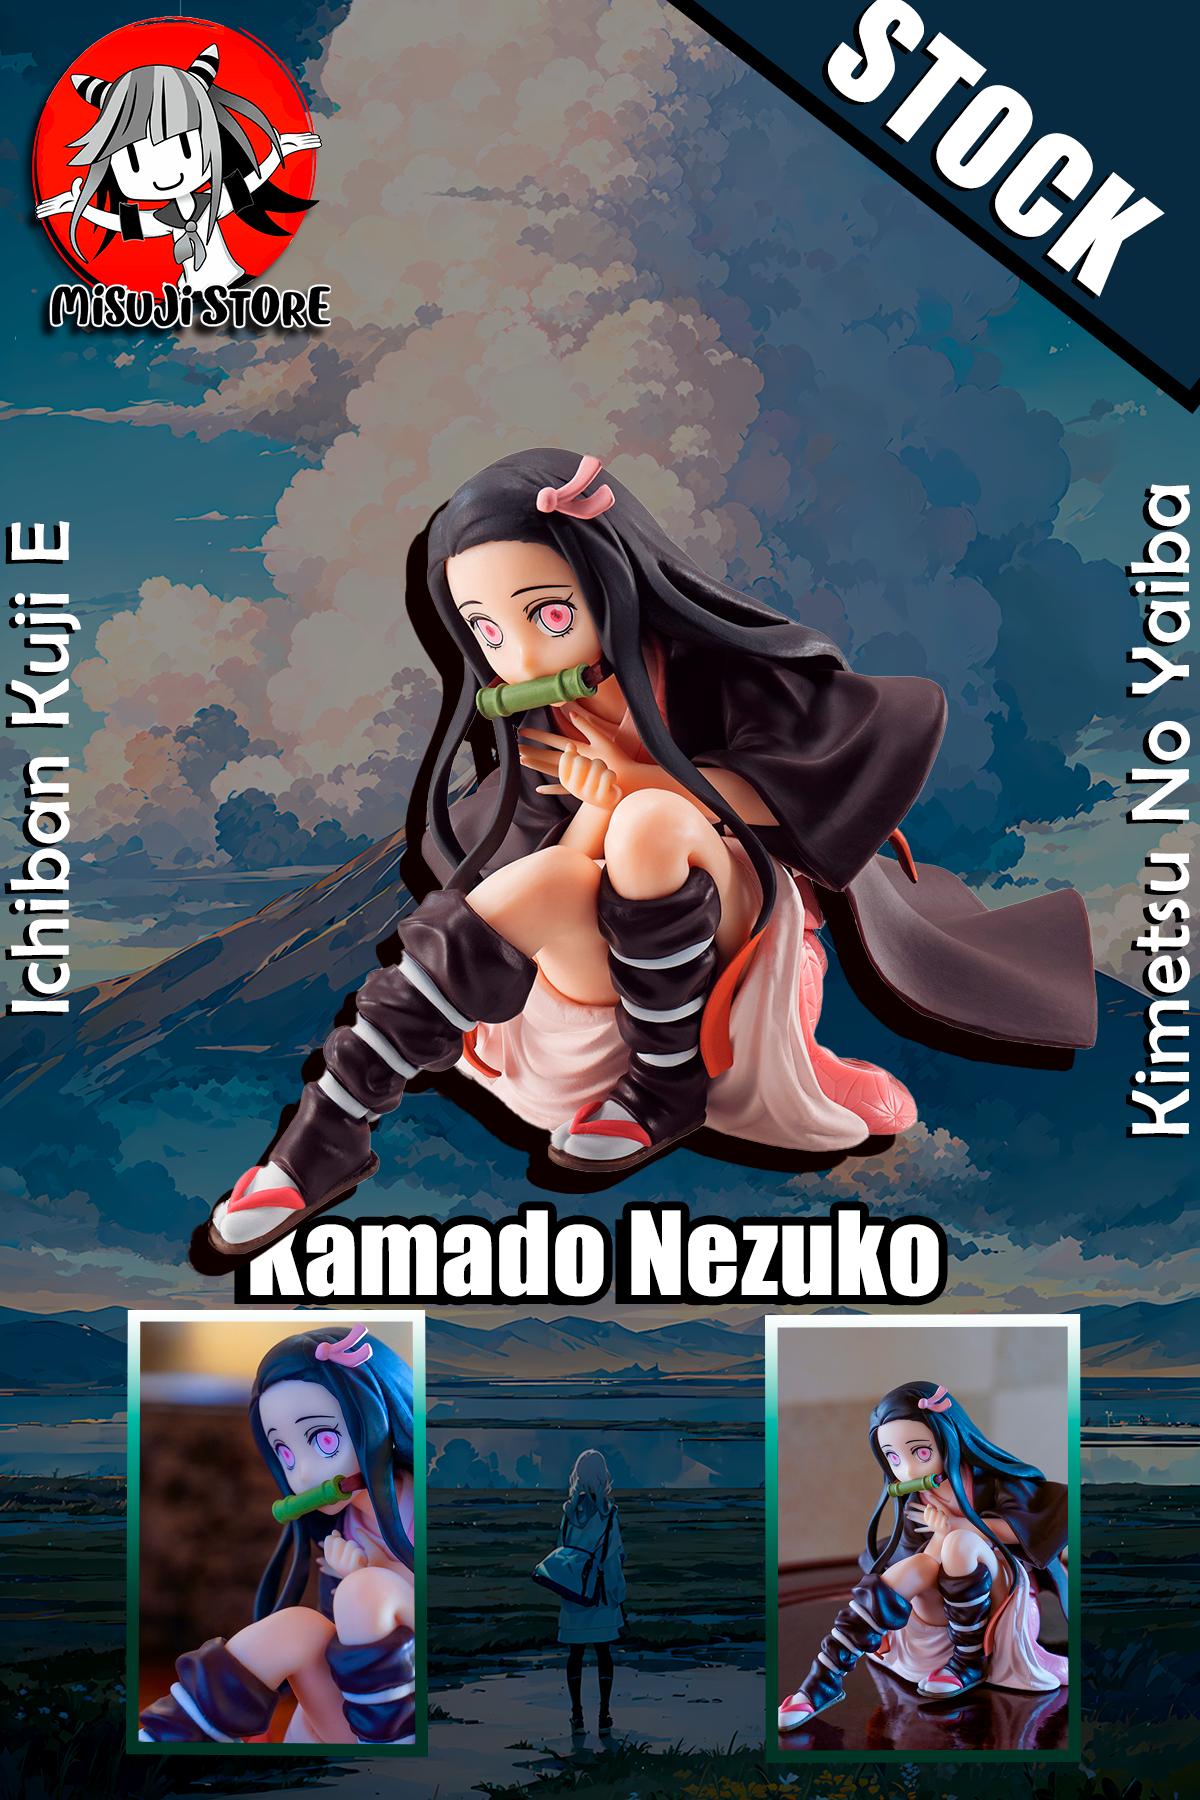 MiSUJi STORE
STOCK
Ichiban Kuji E
Kimetsu No Yaiba
Kamado Nezuko